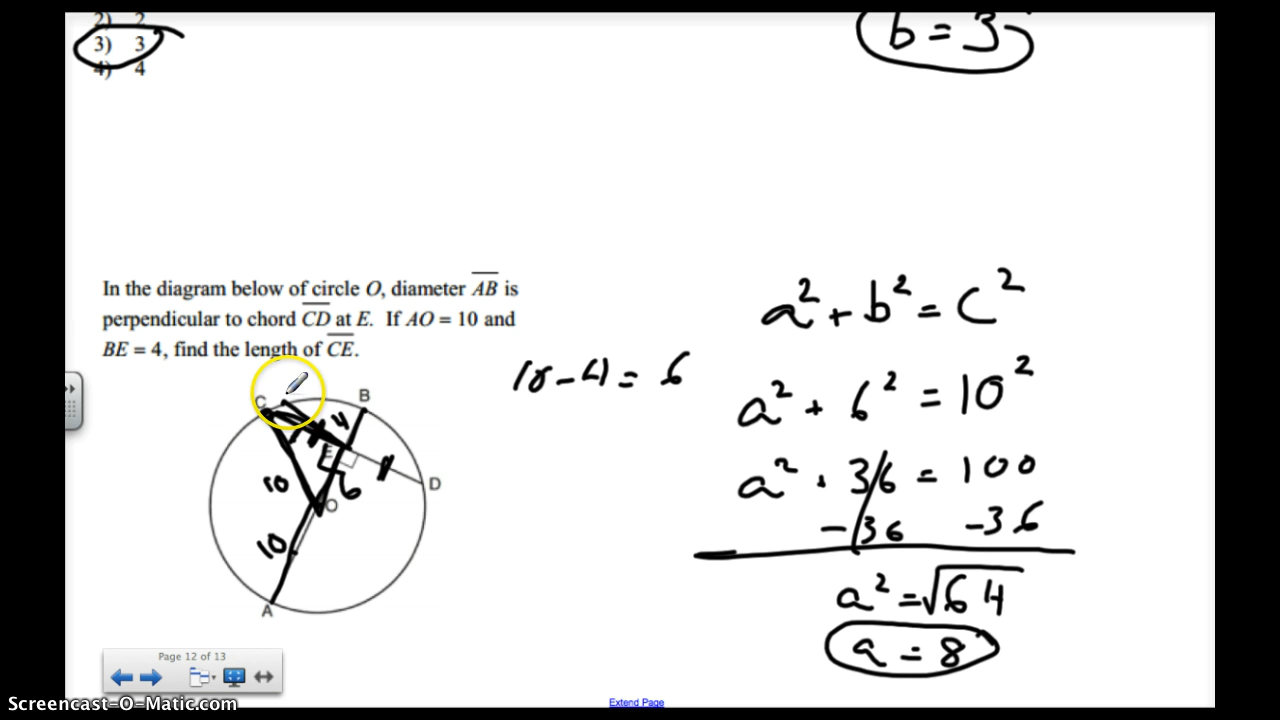 2) 2
3) 3
4) 4
b = 3
In the diagram below of circle O, diameter AB is
perpendicular to chord CD at E. If AO = 10 and
BE = 4, find the length of CE.
10 - 4 = 6
a² + b² = c²
a² + 6² = 10²
a² + 36 = 100
-36 -36
a² = √64
a = 8
C
B
4
E
D
10
6
O
10
A
Page 12 of 13
Screencast-O-Matic.com
Extend Page